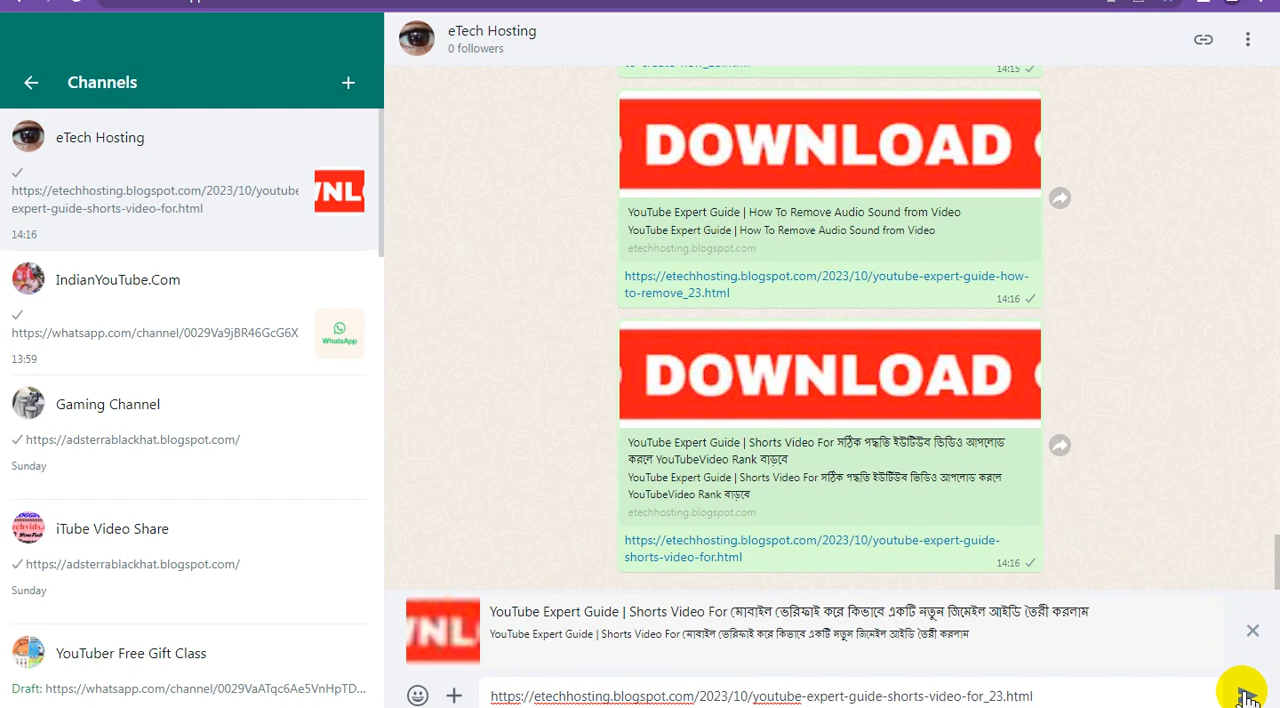 Channels
eTech Hosting
https://etechhosting.blogspot.com/2023/10/youtube
expert-guide-shorts-video-for.html
14:16
WNL
IndianYouTube.Com
https://whatsapp.com/channel/0029Va9jBR46GcG6X
13:59
WhatsApp
Gaming Channel
https://adsterrablackhat.blogspot.com/
Sunday
iTube Video Share
https://adsterrablackhat.blogspot.com/
Sunday
YouTuber Free Gift Class
Draft: https://whatsapp.com/channel/0029VaATqc6Ae5VnHpTD...
eTech Hosting
0 followers
14:15
DOWNLOAD
YouTube Expert Guide | How To Remove Audio Sound from Video
YouTube Expert Guide | How To Remove Audio Sound from Video
etechhosting.blogspot.com
https://etechhosting.blogspot.com/2023/10/youtube-expert-guide-how-
to-remove_23.html
14:16
DOWNLOAD
YouTube Expert Guide | Shorts Video For সঠিক পদ্ধতি ইউটিউব ভিডিও আপলোড
করলে YouTubeVideo Rank বাড়বে
YouTube Expert Guide | Shorts Video For সঠিক পদ্ধতি ইউটিউব ভিডিও আপলোড করলে
YouTubeVideo Rank বাড়বে
etechhosting.blogspot.com
https://etechhosting.blogspot.com/2023/10/youtube-expert-guide-
shorts-video-for.html
14:16
WNL
YouTube Expert Guide | Shorts Video For মোবাইল ভেরিফাই করে কিভাবে একটি নতুন জিমেইল আইডি তৈরী করলাম
YouTube Expert Guide | Shorts Video For মোবাইল ভেরিফাই করে কিভাবে একটি নতুন জিমেইল আইডি তৈরী করলাম
https://etechhosting.blogspot.com/2023/10/youtube-expert-guide-shorts-video-for_23.html